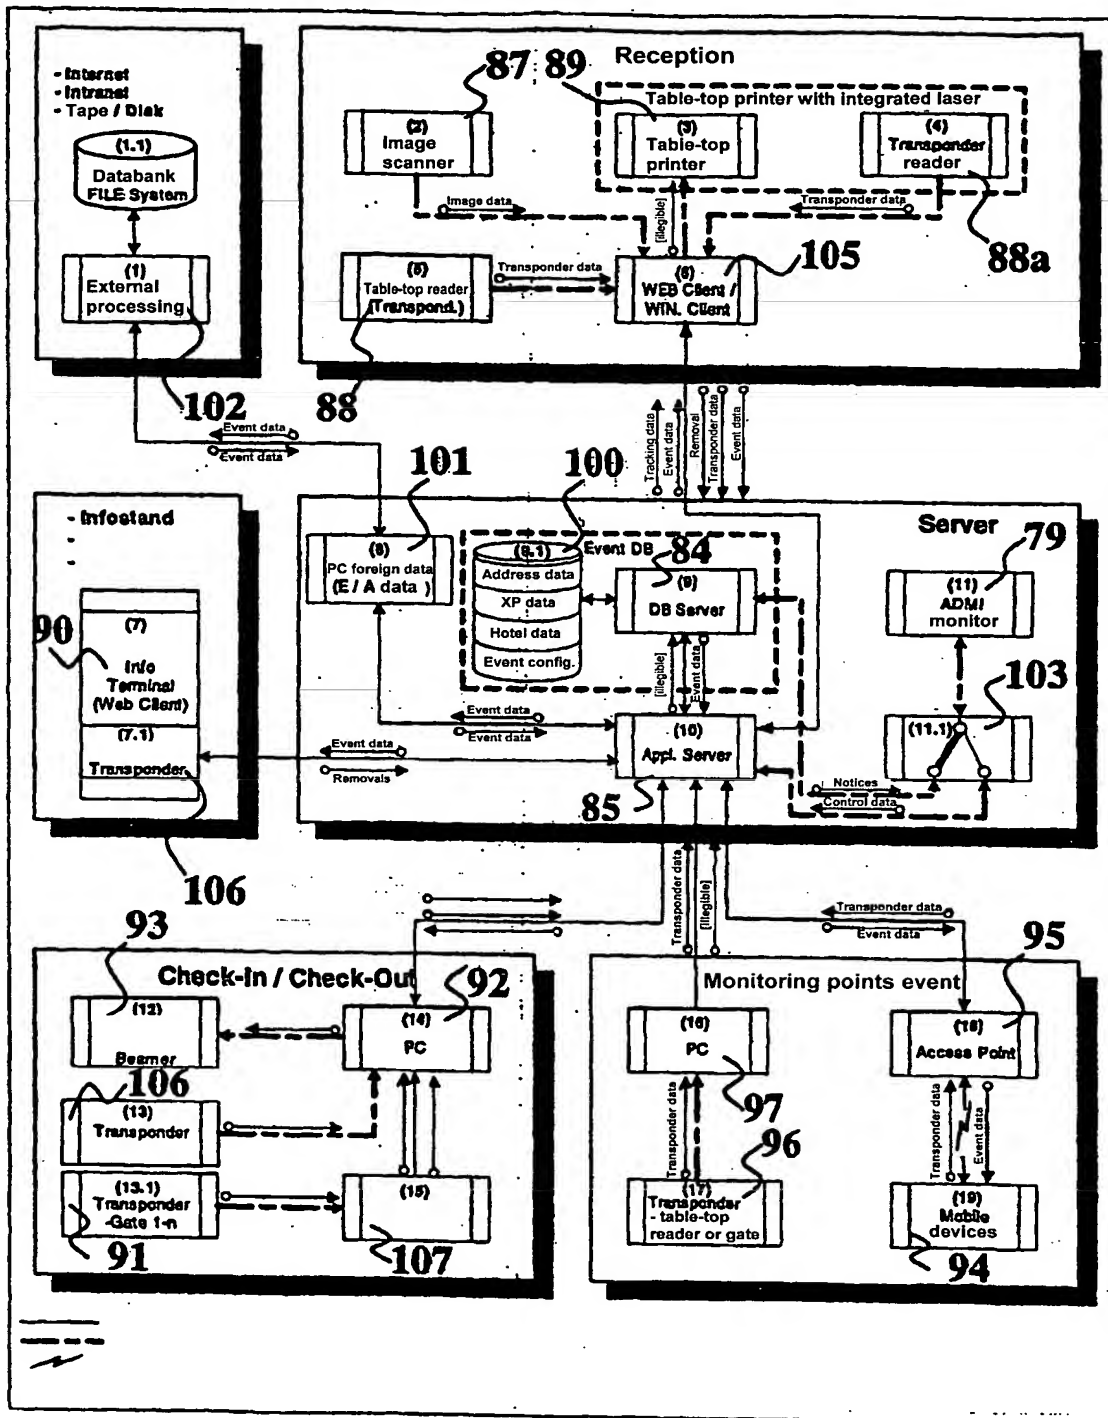 - Internet
- Intranet
- Tape / Disk
(1.1)
Databank
FILE System
(1)
External
processing
102
Reception
87
89
Table-top printer with integrated laser
(2)
Image
scanner
(3)
Table-top
printer
(4)
Transponder
reader
88a
Image data
[illegible]
Transponder data
105
(5)
Table-top reader
(Transpond.)
88
Transponder data
(6)
WEB Client /
WIN. Client
Event data
Event data
Tracking data
Event data
Removal
Transponder data
Event data
- Infostand
-
-
90
(7)
Info
Terminal
(Web Client)
(7.1)
Transponder
106
101
100
Server
(8)
PC foreign data
(E / A data )
Event DB
84
Address data
XP data
Hotel data
Event config.
(9)
DB Server
79
(11)
ADMI
monitor
103
(11.1)
[illegible]
Event data
Event data
Event data
(10)
Appl. Server
85
Event data
Removals
Notices
Control data
Transponder data
[illegible]
Transponder data
Event data
93
Check-In / Check-Out
92
(12)
Beamer
(14)
PC
106
(13)
Transponder
(13.1)
Transponder
-Gate 1-n
91
(15)
107
95
Monitoring points event
(16)
PC
97
Transponder data
96
(17)
Transponder
- table-top
reader or gate
(18)
Access Point
Transponder data
Event data
(19)
Mobile
devices
94